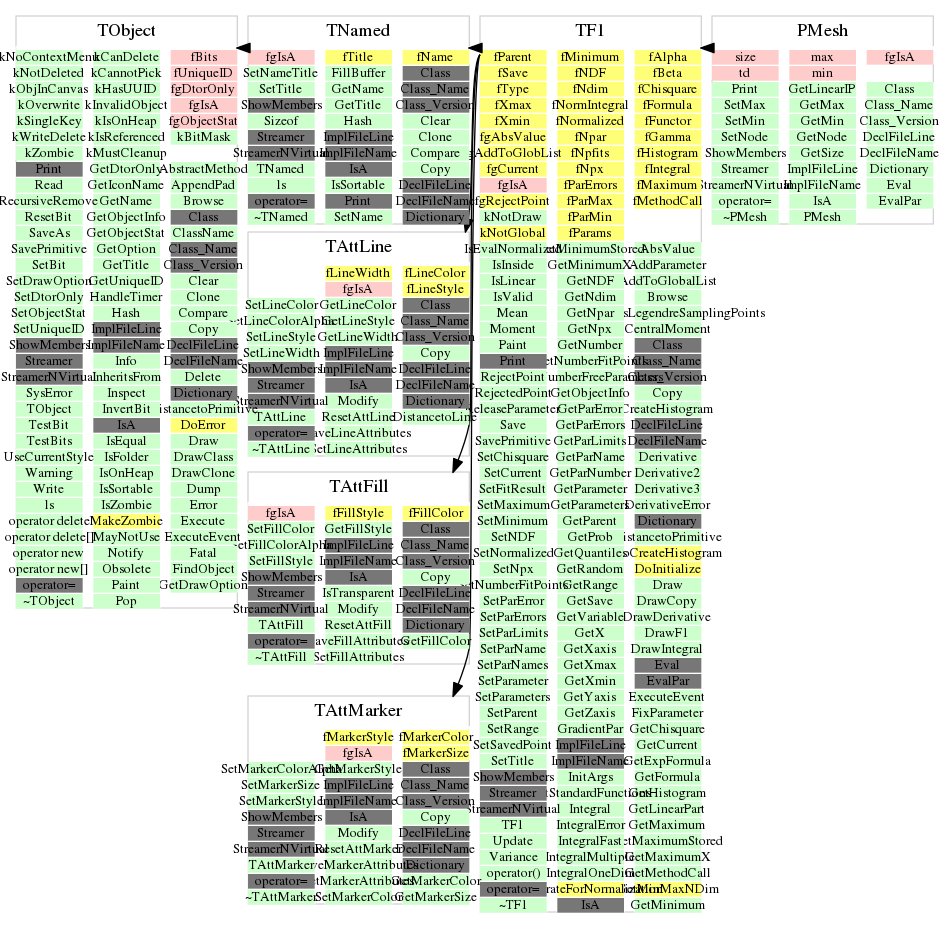 TObject
kNoContextMenu kCanDelete fBits
kNotDeleted kCannotPick fUniqueID
kObjInCanvas kHasUUID fgDtorOnly
kOverwrite kInvalidObject fgIsA
kSingleKey kIsOnHeap fgObjectStat
kWriteDelete kIsReferenced kBitMask
kZombie kMustCleanup
Print GetDtorOnly AbstractMethod
Read GetIconName AppendPad
RecursiveRemove GetName Browse
ResetBit GetObjectInfo Class
SaveAs GetObjectStat ClassName
SavePrimitive GetOption Class_Name
SetBit GetTitle Class_Version
SetDrawOption GetUniqueID Clear
SetDtorOnly HandleTimer Clone
SetObjectStat Hash Compare
SetUniqueID ImplFileLine Copy
ShowMembers ImplFileName DeclFileLine
Streamer Info DeclFileName
StreamerNVirtual InheritsFrom Delete
SysError Inspect Dictionary
TObject InvertBit istancetoPrimitive
TestBit IsA DoError
TestBits IsEqual Draw
UseCurrentStyle IsFolder DrawClass
Warning IsOnHeap DrawClone
Write IsSortable Dump
ls IsZombie Error
operator delete MakeZombie Execute
operator delete[] MayNotUse ExecuteEvent
operator new Notify Fatal
operator new[] Obsolete FindObject
operator= Paint GetDrawOption
~TObject Pop
TNamed
fgIsA fTitle fName
SetNameTitle FillBuffer Class
SetTitle GetName Class_Name
ShowMembers GetTitle Class_Version
Sizeof Hash Clear
Streamer ImplFileLine Clone
StreamerNVirtual ImplFileName Compare
TNamed IsA Copy
ls IsSortable DeclFileLine
operator= Print DeclFileName
~TNamed SetName Dictionary
TAttLine
fLineWidth fLineColor
fgIsA fLineStyle
SetLineColor GetLineColor Class
etLineColorAlpha GetLineStyle Class_Name
SetLineStyle GetLineWidth Class_Version
SetLineWidth ImplFileLine Copy
ShowMembers ImplFileName DeclFileLine
Streamer IsA DeclFileName
StreamerNVirtual Modify Dictionary
TAttLine ResetAttLine DistancetoLine
operator= aveLineAttributes
~TAttLine SetLineAttributes
TAttFill
fgIsA fFillStyle fFillColor
SetFillColor GetFillStyle Class
etFillColorAlpha ImplFileLine Class_Name
SetFillStyle ImplFileName Class_Version
ShowMembers IsA Copy
Streamer IsTransparent DeclFileLine
StreamerNVirtual Modify DeclFileName
TAttFill ResetAttFill Dictionary
operator= aveFillAttributes GetFillColor
~TAttFill SetFillAttributes
TAttMarker
fMarkerStyle fMarkerColor
fgIsA fMarkerSize
SetMarkerColorAlpha GetMarkerStyle Class
SetMarkerSize ImplFileLine Class_Name
SetMarkerStyle ImplFileName Class_Version
ShowMembers IsA Copy
Streamer Modify DeclFileLine
StreamerNVirtual ResetAttMarker DeclFileName
TAttMarker eMarkerAttributes Dictionary
operator= etMarkerAttributes GetMarkerColor
~TAttMarker SetMarkerColor GetMarkerSize
TF1
fParent fMinimum fAlpha
fSave fNDF fBeta
fType fNdim fChisquare
fXmax fNormIntegral fFormula
fXmin fNormalized fFunctor
fgAbsValue fNpar fGamma
fgAddToGlobList fNpfits fHistogram
fgCurrent fNpx fIntegral
fgIsA fParErrors fMaximum
fgRejectPoint fParMax fMethodCall
kNotDraw fParMin
kNotGlobal fParams
IsEvalNormalized etMinimumStored AbsValue
IsInside GetMinimumX AddParameter
IsLinear GetNDF AddToGlobalList
IsValid GetNdim Browse
Mean GetNpar sLegendreSamplingPoints
Moment GetNpx CentralMoment
Paint GetNumber Class
Print etNumberFitPoints Class_Name
RejectPoint umberFreeParameters Class_Version
RejectedPoint GetObjectInfo Copy
eleaseParameter GetParError CreateHistogram
Save GetParErrors DeclFileLine
SavePrimitive GetParLimits DeclFileName
SetChisquare GetParName Derivative
SetCurrent GetParNumber Derivative2
SetFitResult GetParameter Derivative3
SetMaximum GetParameters DerivativeError
SetMinimum GetParent Dictionary
SetNDF GetProb istancetoPrimitive
SetNormalized GetQuantiles oCreateHistogram
SetNpx GetRandom DoInitialize
etNumberFitPoints GetRange Draw
SetParError GetSave DrawCopy
SetParErrors GetVariable DrawDerivative
SetParLimits GetX DrawF1
SetParName GetXaxis DrawIntegral
SetParNames GetXmax Eval
SetParameter GetXmin EvalPar
SetParameters GetYaxis ExecuteEvent
SetParent GetZaxis FixParameter
SetRange GradientPar GetChisquare
SetSavedPoint ImplFileLine GetCurrent
SetTitle ImplFileName GetExpFormula
ShowMembers InitArgs GetFormula
Streamer StandardFunctions GetHistogram
StreamerNVirtual Integral GetLinearPart
TF1 IntegralError GetMaximum
Update IntegralFast etMaximumStored
Variance IntegralMultiple GetMaximumX
operator() IntegralOneDim GetMethodCall
operator= rateForNormalization etMinMaxNDim
~TF1 IsA GetMinimum
PMesh
size max fgIsA
td min
Print GetLinearIP Class
SetMax GetMax Class_Name
SetMin GetMin Class_Version
SetNode GetNode DeclFileLine
ShowMembers GetSize DeclFileName
Streamer ImplFileLine Dictionary
StreamerNVirtual ImplFileName Eval
operator= IsA EvalPar
~PMesh PMesh